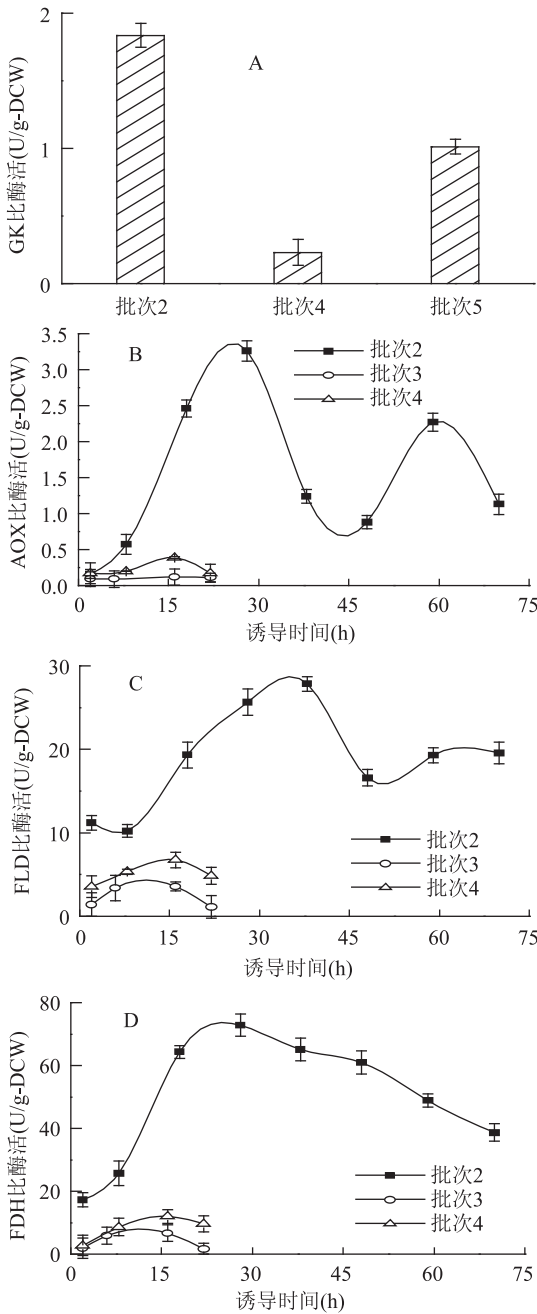 2
A
GK比酶活(U/g-DCW)
1
0
批次2 批次4 批次5
3.5
B
批次2
3.0
批次3
2.5
批次4
2.0
AOX比酶活(U/g-DCW)
1.5
1.0
0.5
0.0
0 15 30 45 60 75
诱导时间(h)
30
C
20
FLD比酶活(U/g-DCW)
10
批次2
批次3
批次4
0
0 15 30 45 60 75
诱导时间(h)
80
D
60
FDH比酶活(U/g-DCW)
40
批次2
20
批次3
批次4
0
0 15 30 45 60 75
诱导时间(h)